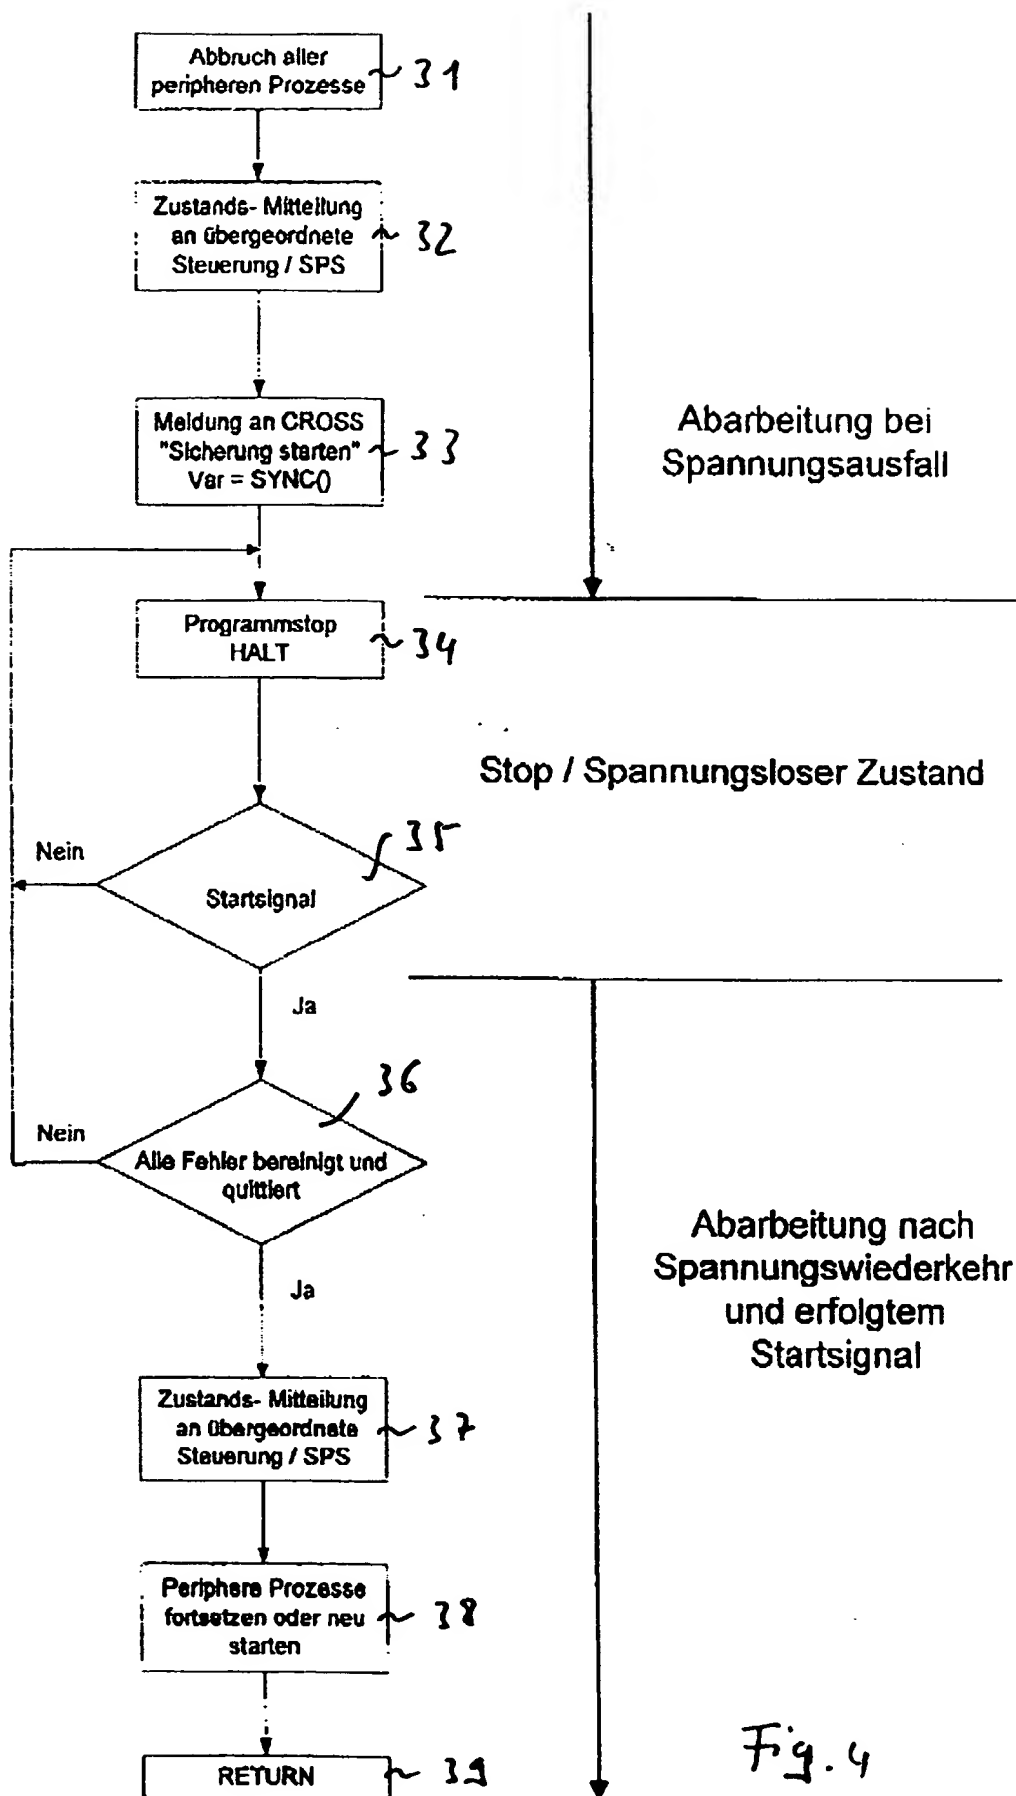 Abbruch aller
peripheren Prozesse
31
Zustands- Mitteilung
an übergeordnete
Steuerung / SPS
32
Meldung an CROSS
"Sicherung starten"
Var = SYNC()
33
Abarbeitung bei
Spannungsausfall
Programmstop
HALT
34
Stop / Spannungsloser Zustand
Nein
Startsignal
35
Ja
36
Nein
Alle Fehler bereinigt und
quittiert
Ja
Abarbeitung nach
Spannungswiederkehr
und erfolgtem
Startsignal
Zustands- Mitteilung
an übergeordnete
Steuerung / SPS
37
Periphere Prozesse
fortsetzen oder neu
starten
38
RETURN
39
Fig. 4